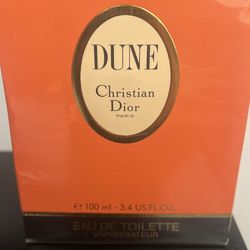 DUNE
Christian
Dior
PARIS
℮ 100 ml - 3.4 US.FL.OZ.
EAU DE TOILETTE
VAPORISATEUR